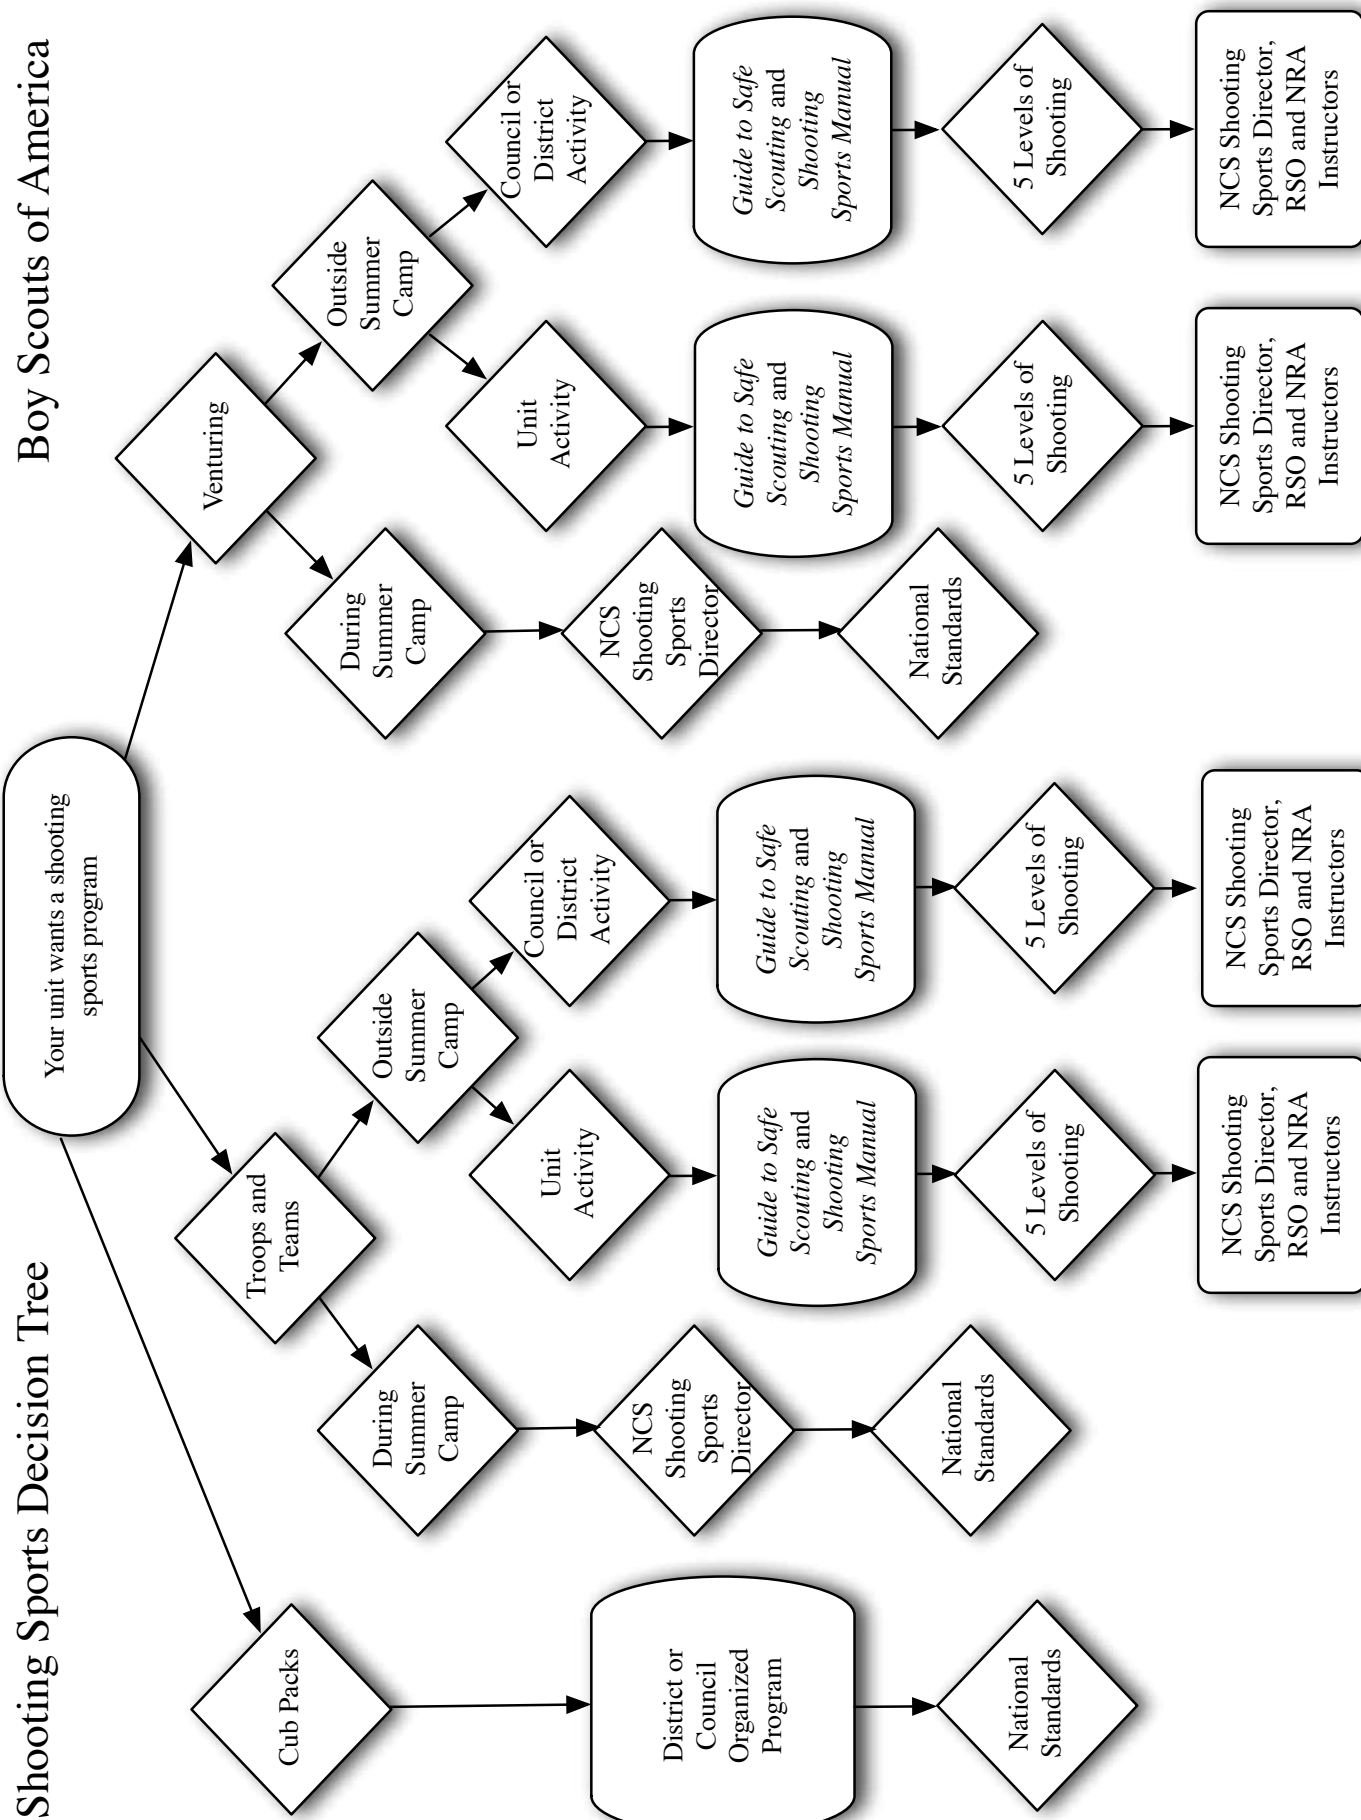 Shooting Sports Decision Tree
Boy Scouts of America
Your unit wants a shooting
sports program
Cub Packs
District or
Council
Organized
Program
National
Standards
Troops and
Teams
During
Summer
Camp
NCS
Shooting
Sports
Director
National
Standards
Outside
Summer
Camp
Unit
Activity
Guide to Safe
Scouting and
Shooting
Sports Manual
5 Levels of
Shooting
NCS Shooting
Sports Director,
RSO and NRA
Instructors
Council or
District
Activity
Guide to Safe
Scouting and
Shooting
Sports Manual
5 Levels of
Shooting
NCS Shooting
Sports Director,
RSO and NRA
Instructors
Venturing
During
Summer
Camp
NCS
Shooting
Sports
Director
National
Standards
Outside
Summer
Camp
Unit
Activity
Guide to Safe
Scouting and
Shooting
Sports Manual
5 Levels of
Shooting
NCS Shooting
Sports Director,
RSO and NRA
Instructors
Council or
District
Activity
Guide to Safe
Scouting and
Shooting
Sports Manual
5 Levels of
Shooting
NCS Shooting
Sports Director,
RSO and NRA
Instructors